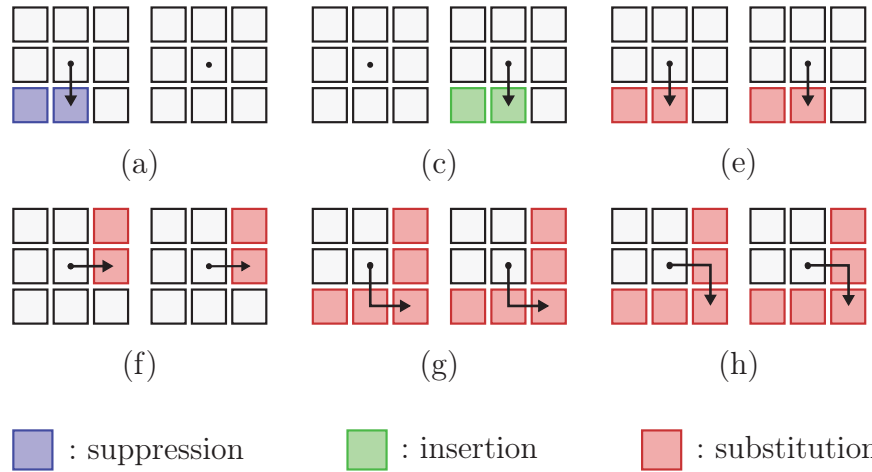 (a) (c) (e)
(f) (g) (h)
: suppression : insertion : substitution